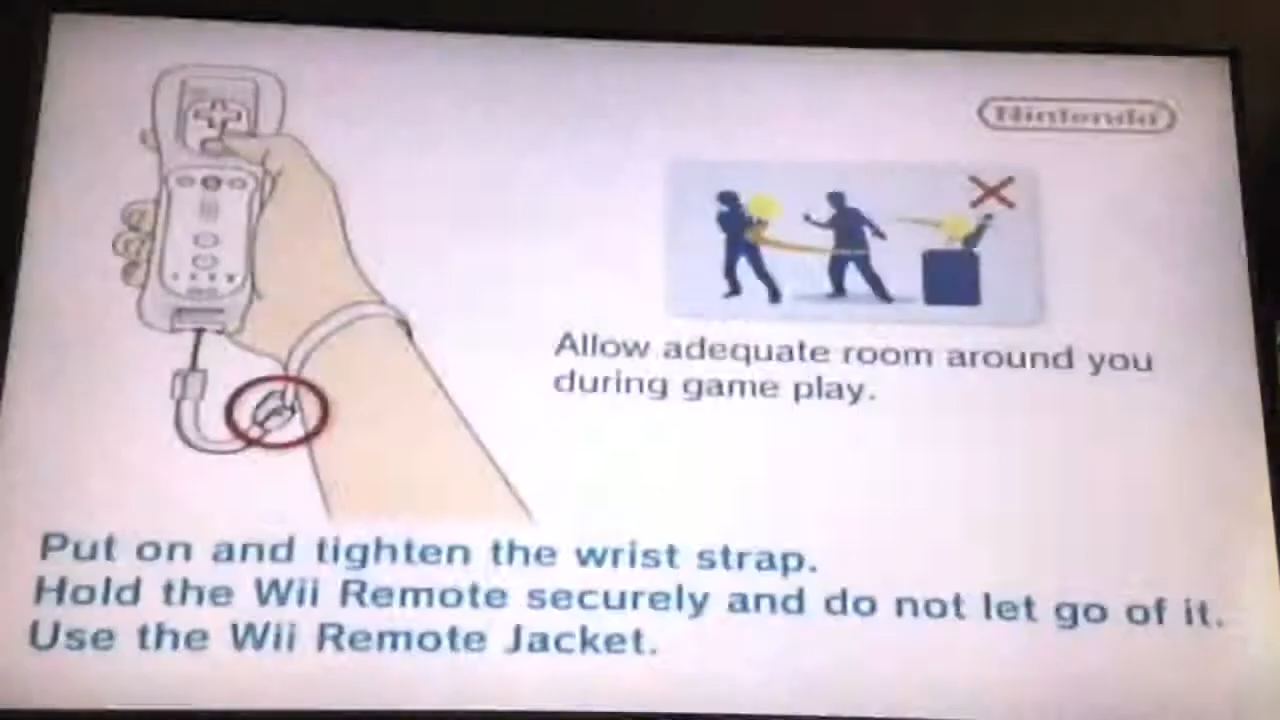 Nintendo
Allow adequate room around you
during game play.
Put on and tighten the wrist strap.
Hold the Wii Remote securely and do not let go of it.
Use the Wii Remote Jacket.